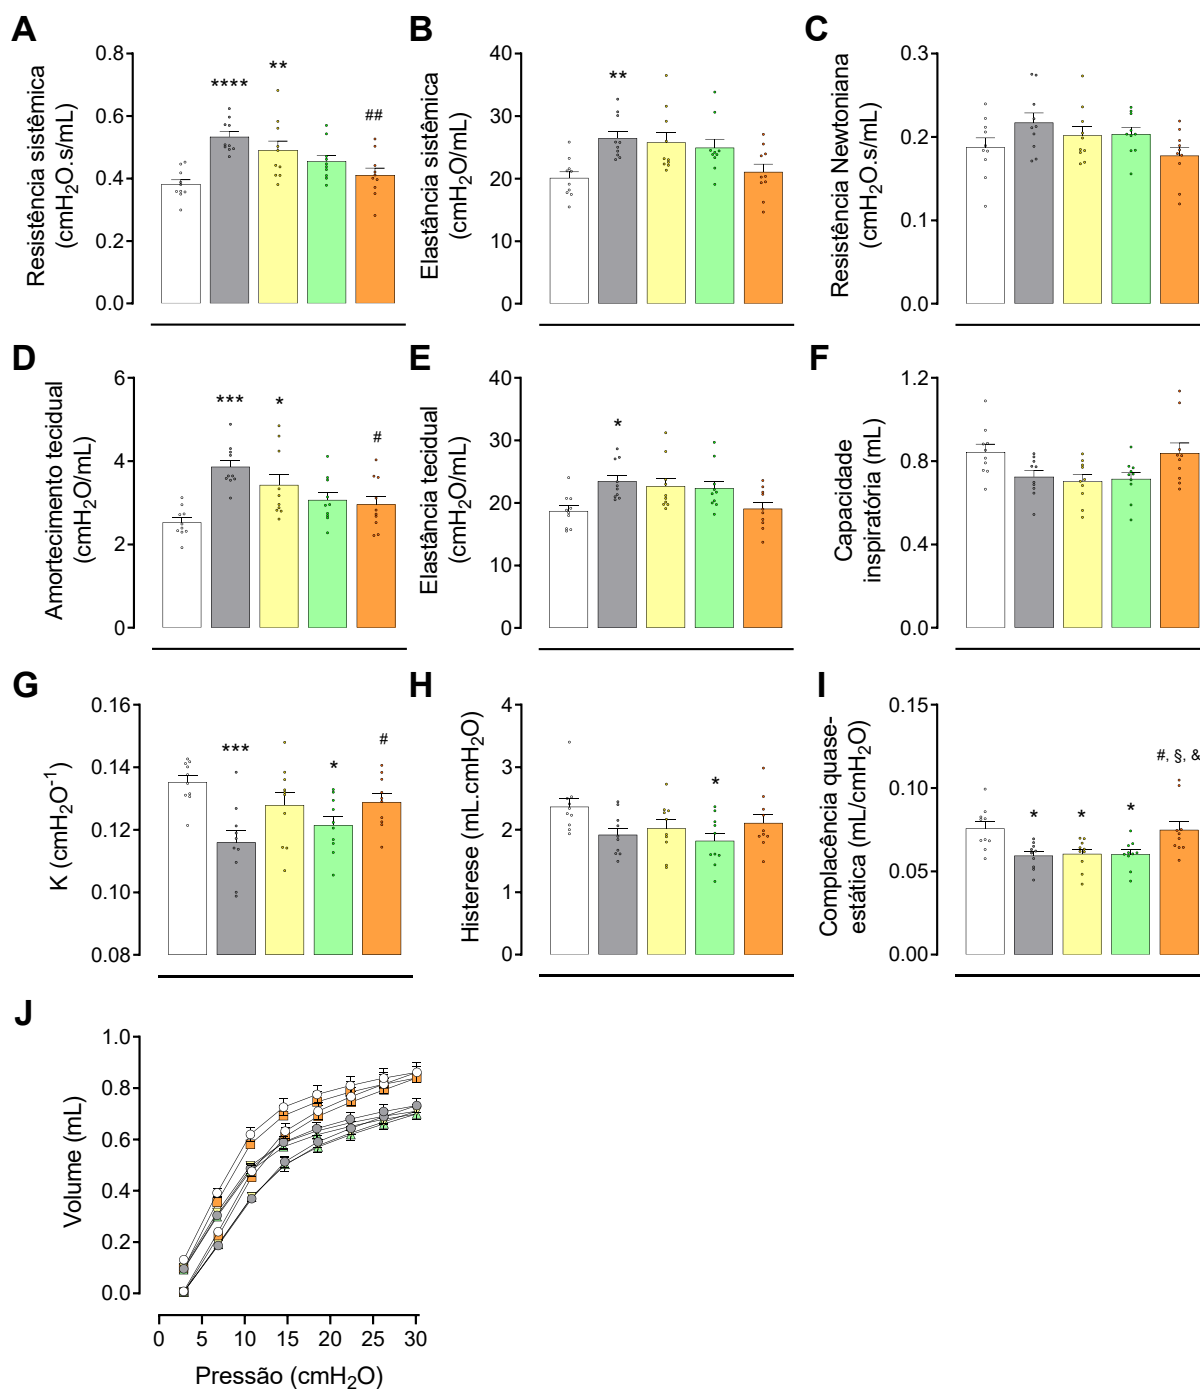 A
Resistência sistêmica
(cmH2O.s/mL)
0.8
0.6
0.4
0.2
0.0
****
**
##
B
Elastância sistêmica
(cmH2O/mL)
40
30
20
10
0
**
C
Resistência Newtoniana
(cmH2O.s/mL)
0.3
0.2
0.1
0.0
D
Amortecimento tecidual
(cmH2O/mL)
6
4
2
0
***
*
#
E
Elastância tecidual
(cmH2O/mL)
40
30
20
10
0
*
F
Capacidade
inspiratória (mL)
1.2
0.8
0.4
0.0
G
K (cmH2O-1)
0.16
0.14
0.12
0.10
0.08
***
*
#
H
Histerese (mL.cmH2O)
4
3
2
1
0
*
I
Complacência quase-
estática (mL/cmH2O)
0.15
0.10
0.05
0.00
*
*
*
#, §, &
J
Volume (mL)
1.0
0.8
0.6
0.4
0.2
0.0
0 5 10 15 20 25 30
Pressão (cmH2O)